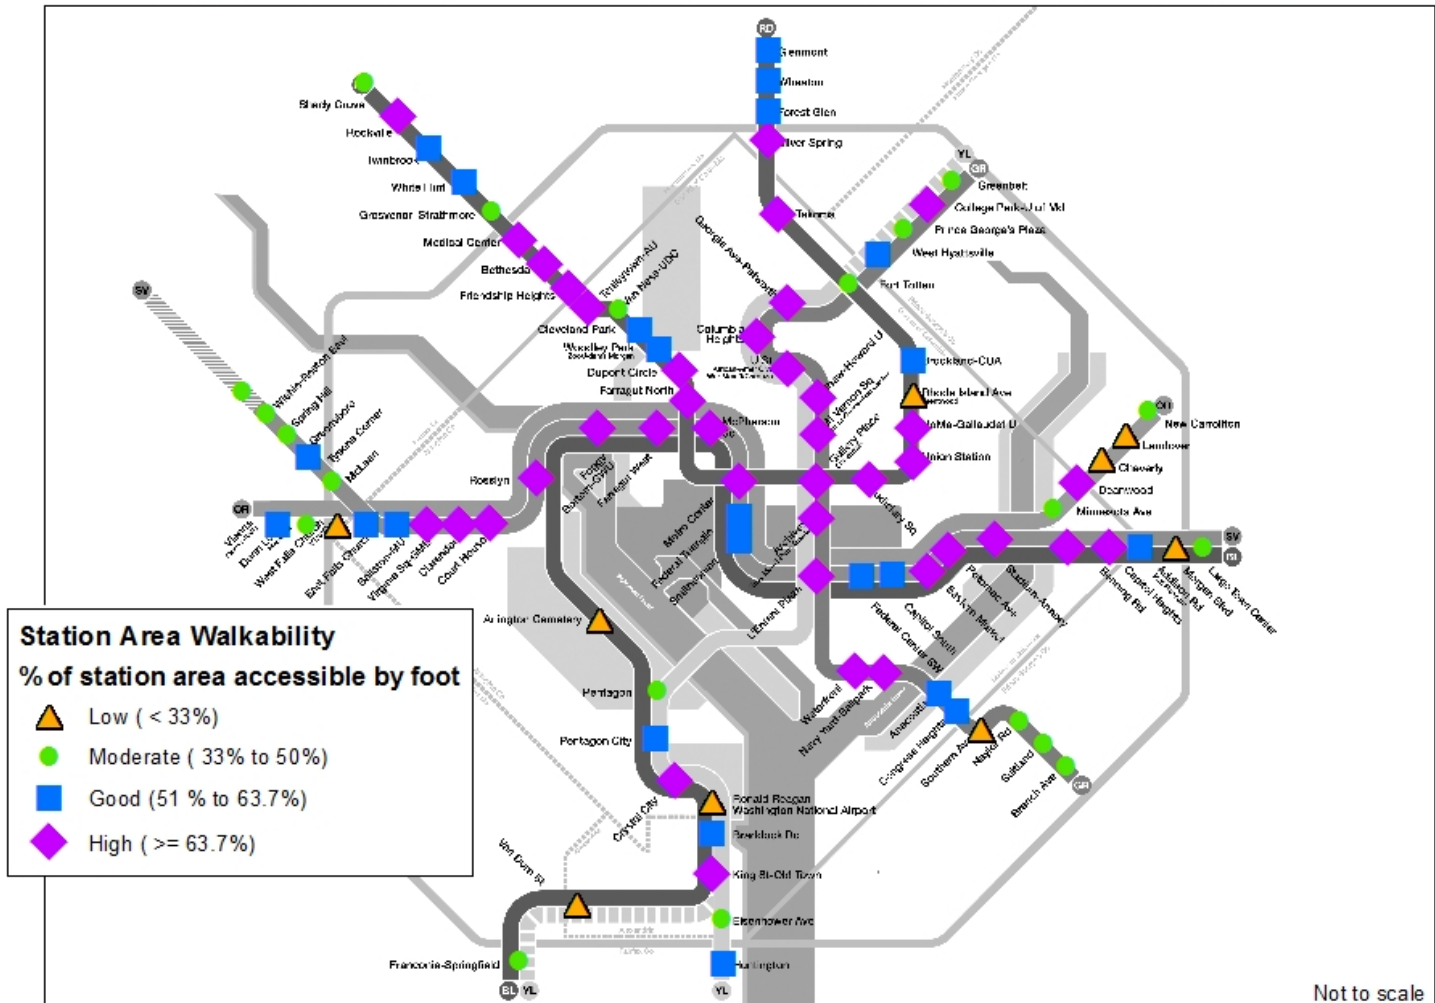 RD
Glenmont
Wheaton
Forest Glen
Silver Spring
Takoma
Shady Grove
Rockville
Twinbrook
White Flint
Grosvenor-Strathmore
Medical Center
Bethesda
Friendship Heights
Tenleytown-AU
Van Ness-UDC
Cleveland Park
Woodley Park
Dupont Circle
Farragut North
YL
GR
Greenbelt
College Park-U of Md
Prince George's Plaza
West Hyattsville
Fort Totten
Georgia Ave-Petworth
Columbia
Heights
U St
Shaw-Howard U
Mt Vernon Sq
Gallery Place
Brookland-CUA
Rhode Island Ave
NoMa-Gallaudet U
Union Station
Judiciary Sq
McPherson
Sq
SV
Wiehle-Reston East
Spring Hill
Greensboro
Tysons Corner
McLean
OR
Vienna
West Falls Church
East Falls Church
Ballston-MU
Virginia Sq-GMU
Clarendon
Court House
Rosslyn
Foggy
Bottom-GWU
Farragut West
Metro Center
Federal Triangle
Smithsonian
Archives
L'Enfant Plaza
Federal Center SW
Capitol South
Eastern Market
Potomac Ave
Stadium-Armory
OR
New Carrollton
Landover
Cheverly
Deanwood
Minnesota Ave
SV
BL
Benning Rd
Capitol Heights
Addison Rd
Morgan Blvd
Largo Town Center
Arlington Cemetery
Pentagon
Pentagon City
Crystal City
Ronald Reagan
Washington National Airport
Braddock Rd
King St-Old Town
Eisenhower Ave
Huntington
Van Dorn St
Franconia-Springfield
BL
YL
YL
Waterfront
Navy Yard-Ballpark
Anacostia
Congress Heights
Southern Ave
Naylor Rd
Suitland
Branch Ave
GR
Station Area Walkability
% of station area accessible by foot
Low ( < 33%)
Moderate ( 33% to 50%)
Good (51 % to 63.7%)
High ( >= 63.7%)
Not to scale